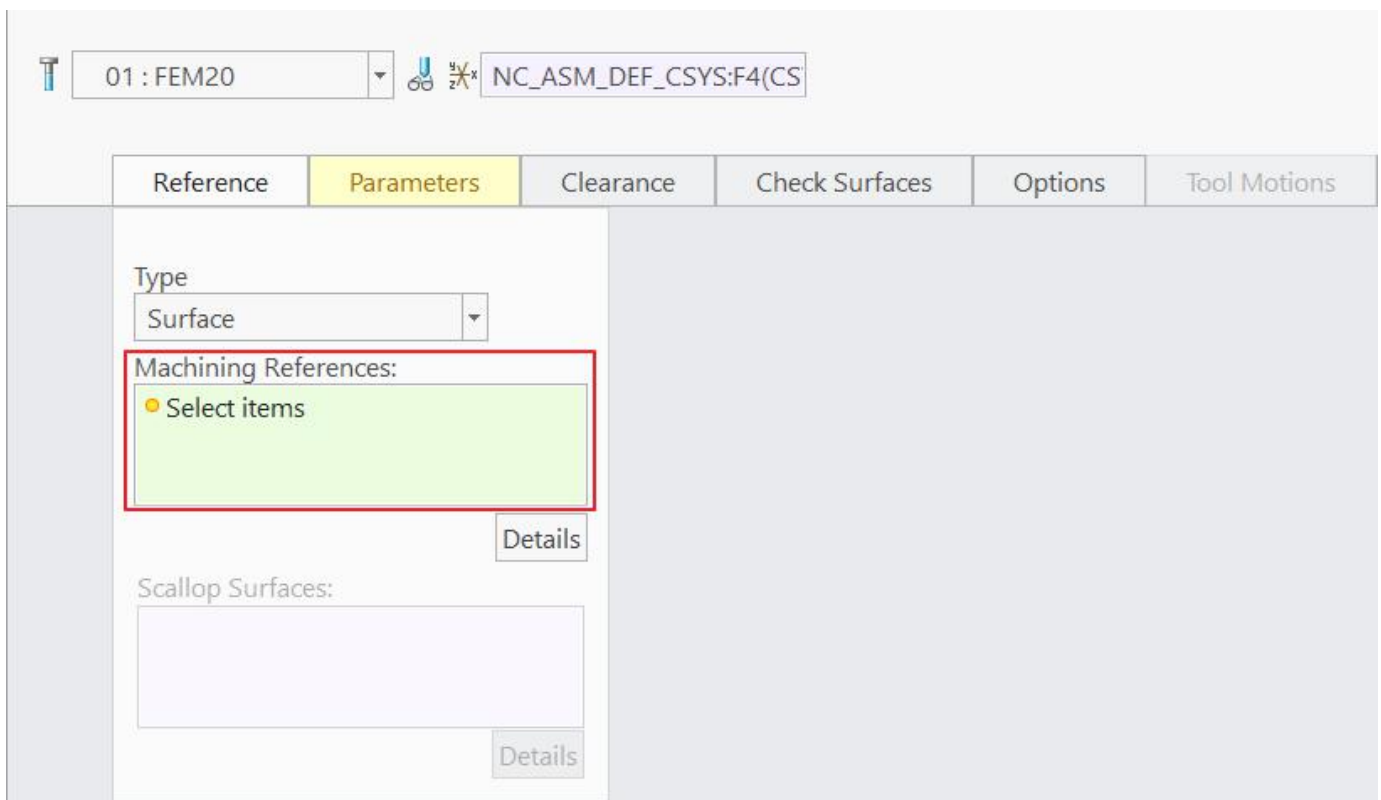 01 : FEM20 NC_ASM_DEF_CSYS:F4(CS
Reference Parameters Clearance Check Surfaces Options Tool Motions
Type
Surface
Machining References:
Select items
Details
Scallop Surfaces:
Details